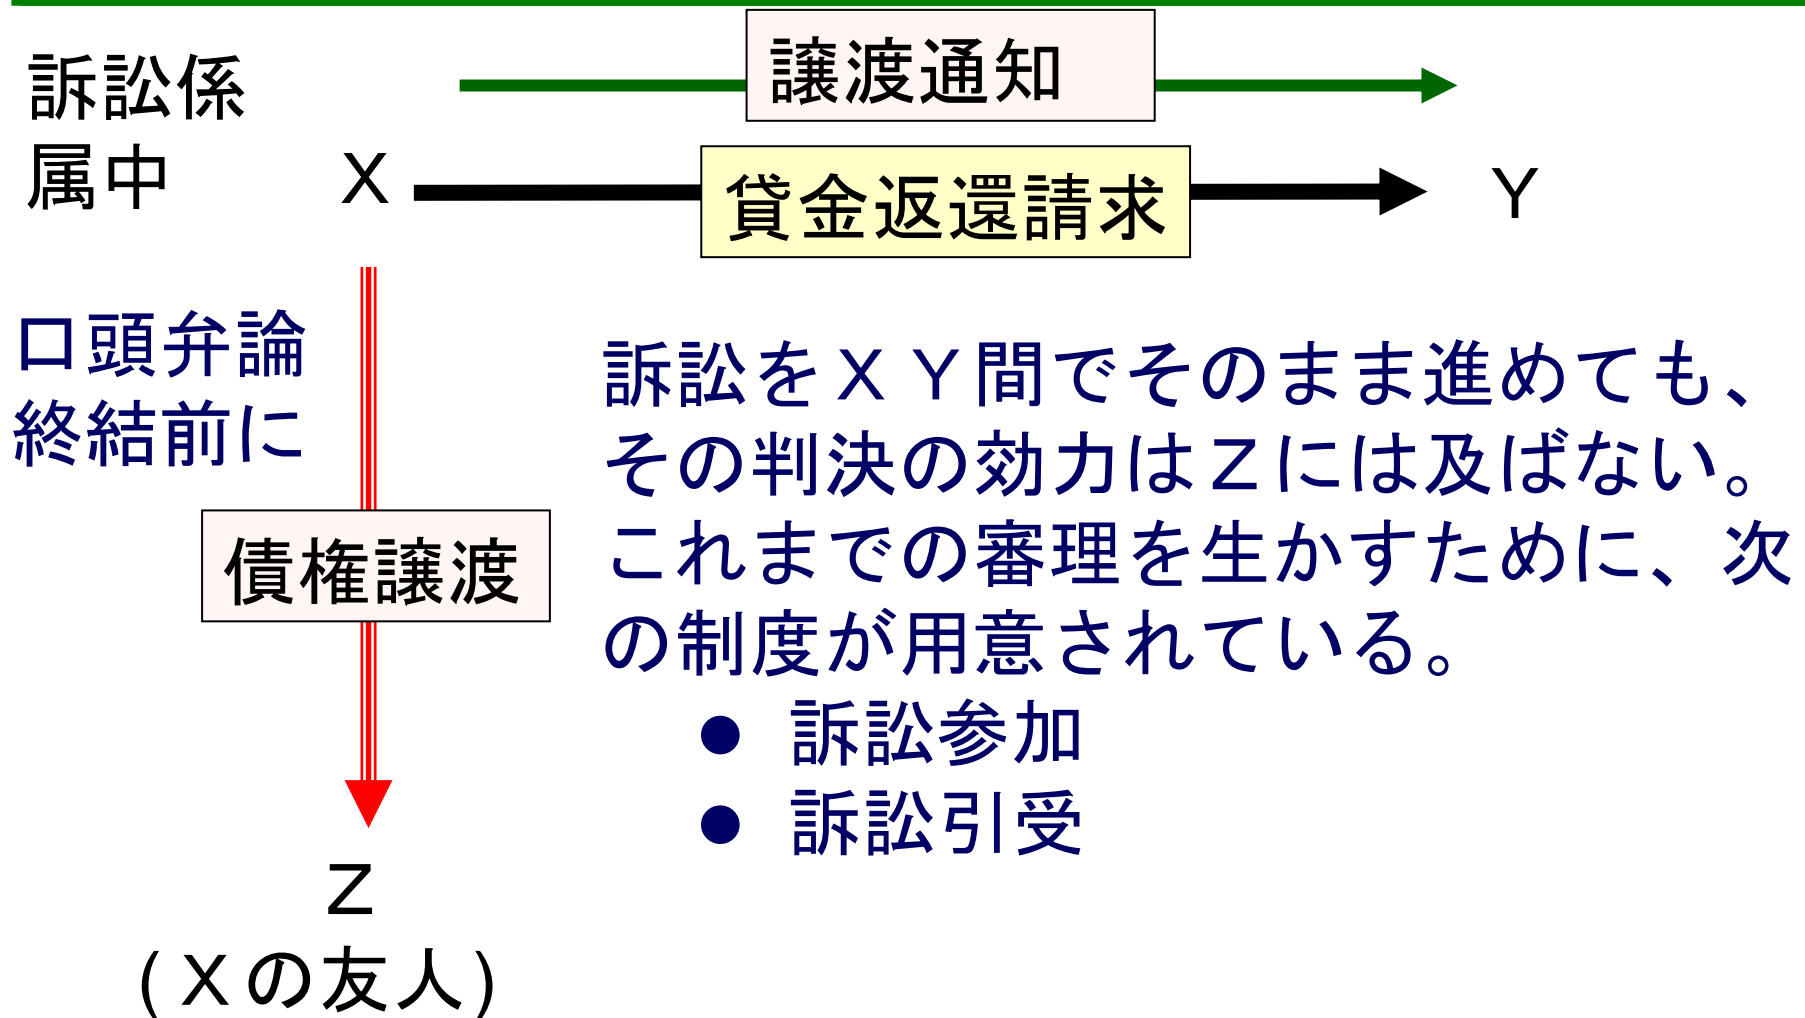 譲渡通知
訴訟係
属中
Ｘ
貸金返還請求
Ｙ
口頭弁論
終結前に
訴訟をＸＹ間でそのまま進めても、
その判決の効力はＺには及ばない。
これまでの審理を生かすために、次
の制度が用意されている。
● 訴訟参加
● 訴訟引受
債権譲渡
Ｚ
(Ｘの友人)